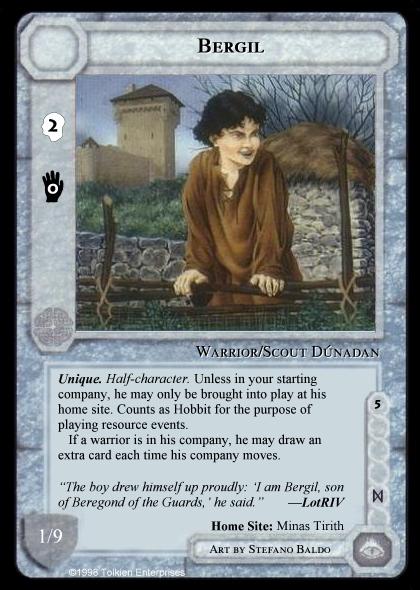 Bergil
2
Warrior/Scout Dúnadan
Unique. Half-character. Unless in your starting
company, he may only be brought into play at his
home site. Counts as Hobbit for the purpose of
playing resource events.
If a warrior is in his company, he may draw an
extra card each time his company moves.
5
“The boy drew himself up proudly: ‘I am Bergil, son
of Beregond of the Guards,’ he said.” —LotRIV
Home Site: Minas Tirith
1/9
Art by Stefano Baldo
©1998 Tolkien Enterprises